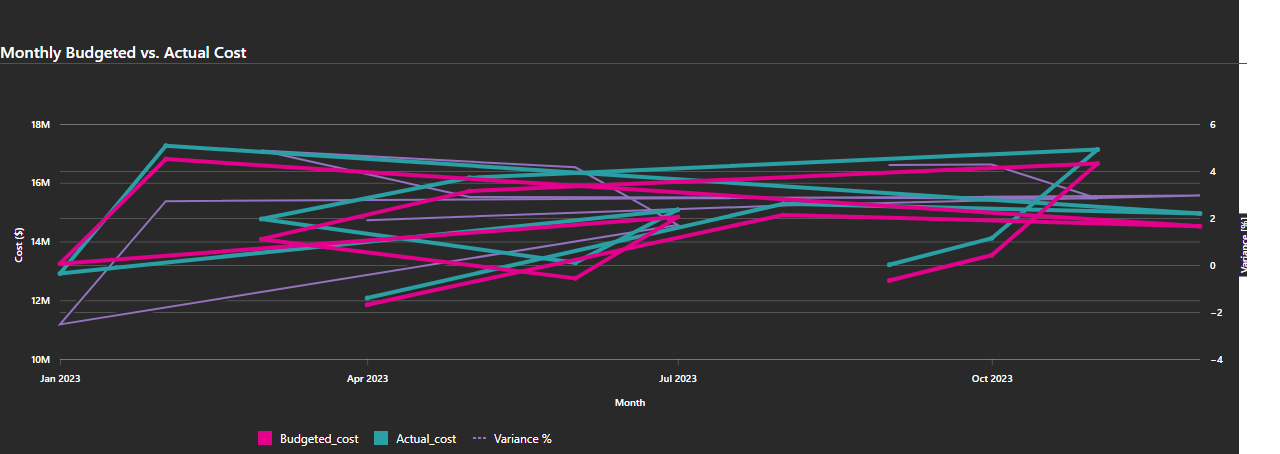 Monthly Budgeted vs. Actual Cost
18M
16M
14M
12M
10M
Cost ($)
6
4
2
0
−2
−4
Variance (%)
Jan 2023
Apr 2023
Jul 2023
Oct 2023
Month
Budgeted_cost
Actual_cost
Variance %